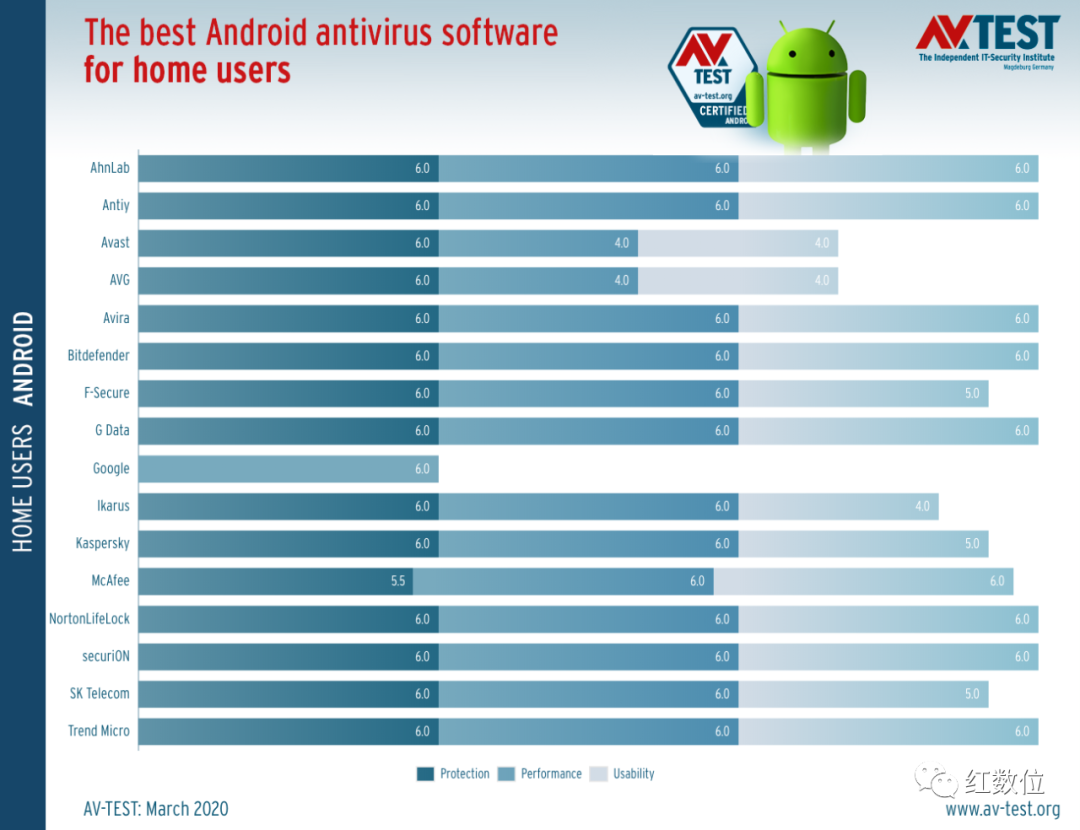 The best Android antivirus software
for home users
AV TEST
av-test.org
CERTIFIED
ANDRO
AVTEST
The Independent IT-Security Institute
Magdeburg Germany
HOME USERS ANDROID
AhnLab 6.0 6.0 6.0
Antiy 6.0 6.0 6.0
Avast 6.0 4.0 4.0
AVG 6.0 4.0 4.0
Avira 6.0 6.0 6.0
Bitdefender 6.0 6.0 6.0
F-Secure 6.0 6.0 5.0
G Data 6.0 6.0 6.0
Google 6.0
Ikarus 6.0 6.0 4.0
Kaspersky 6.0 6.0 5.0
McAfee 5.5 6.0 6.0
NortonLifeLock 6.0 6.0 6.0
securiON 6.0 6.0 6.0
SK Telecom 6.0 6.0 5.0
Trend Micro 6.0 6.0 6.0
Protection Performance Usability
红数位
AV-TEST: March 2020
www.av-test.org